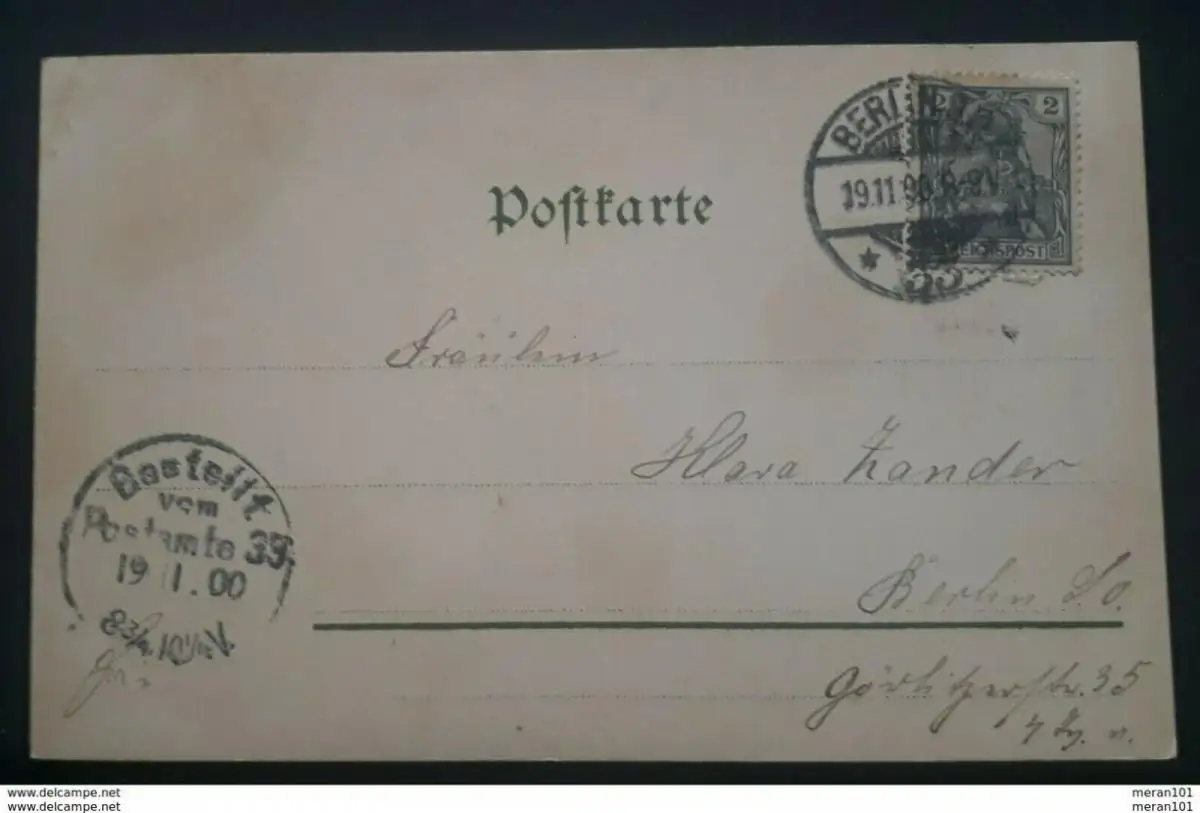 Postkarte
BERLIN
19.11.00 8-9V
33
2 2
REICHSPOST
Fräulein
Klara Zander
Berlin So.
Görlitzerstr. 35
Bestellt
vom
Postamte 33.
19 11.00
www.delcampe.net
www.delcampe.net
meran101
meran101